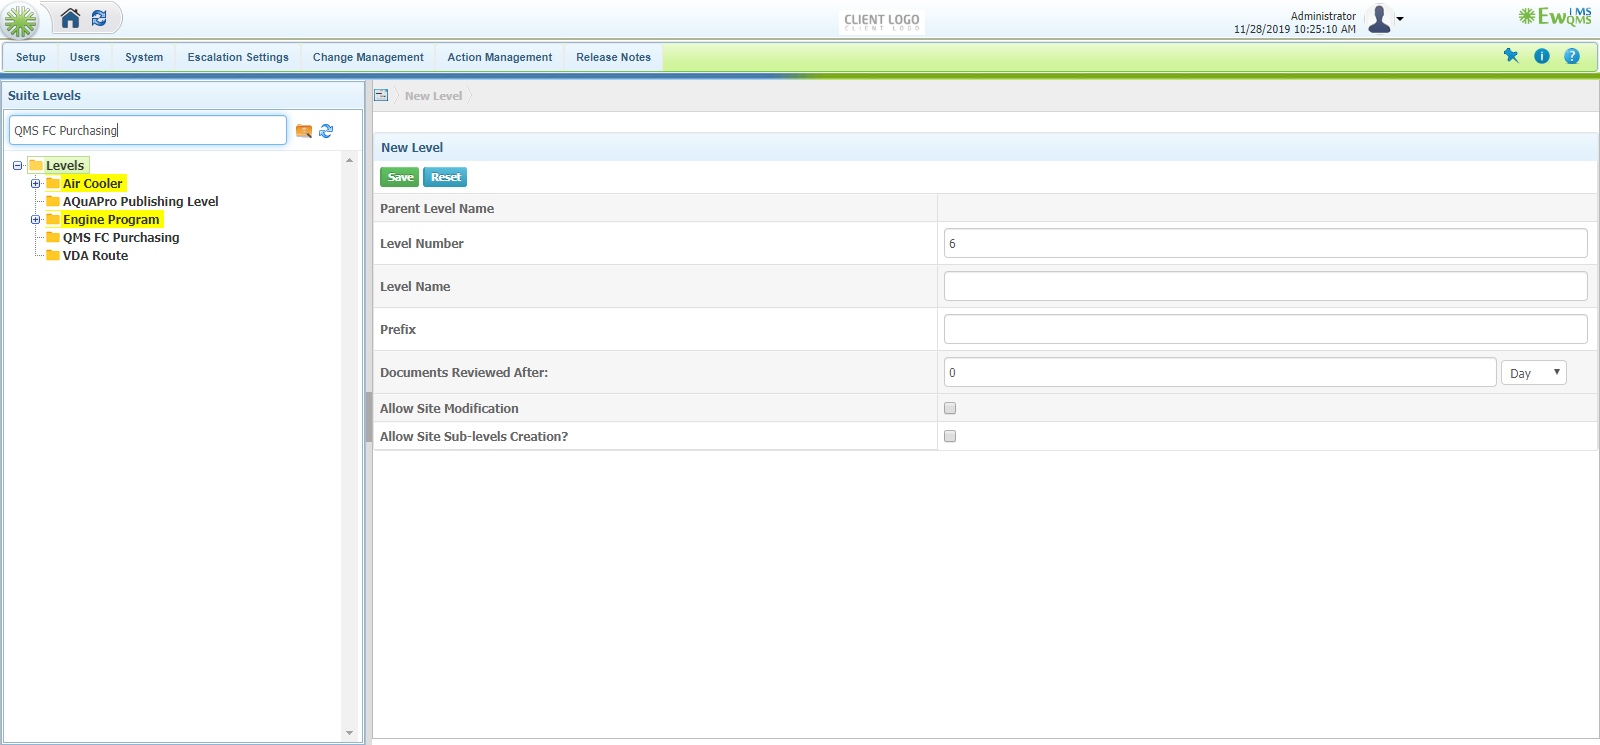 CLIENT LOGO
CLIENT LOGO
Administrator
11/28/2019 10:25:10 AM
EwQMS
IMS
Setup
Users
System
Escalation Settings
Change Management
Action Management
Release Notes
Suite Levels
New Level
QMS FC Purchasing
Levels
Air Cooler
AQuAPro Publishing Level
Engine Program
QMS FC Purchasing
VDA Route
New Level
Save
Reset
Parent Level Name
Level Number
6
Level Name
Prefix
Documents Reviewed After:
0
Day
Allow Site Modification
Allow Site Sub-levels Creation?